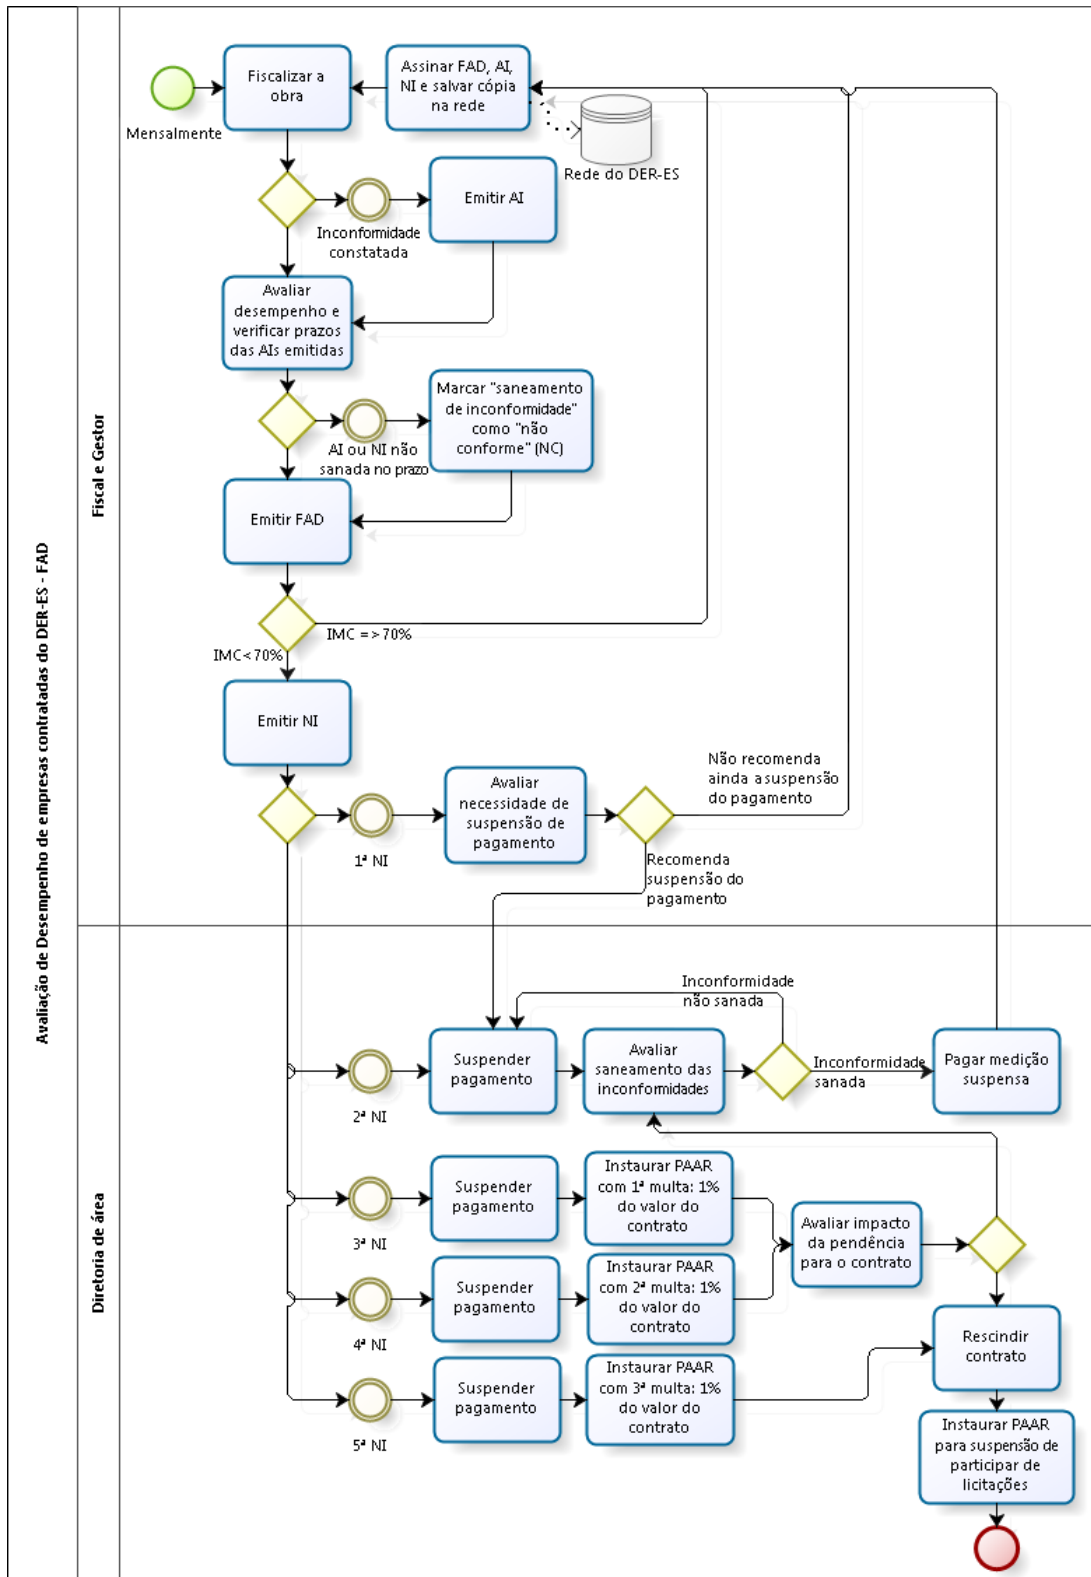 Avaliação de Desempenho de empresas contratadas do DER-ES - FAD
Fiscal e Gestor
Mensalmente
Fiscalizar a
obra
Assinar FAD, AI,
NI e salvar cópia
na rede
Rede do DER-ES
Inconformidade
constatada
Emitir AI
Avaliar
desempenho e
verificar prazos
das AIs emitidas
AI ou NI não
sanada no prazo
Marcar "saneamento
de inconformidade"
como "não
conforme" (NC)
Emitir FAD
IMC =>70%
IMC<70%
Emitir NI
1ª NI
Avaliar
necessidade de
suspensão de
pagamento
Não recomenda
ainda a suspensão
do pagamento
Recomenda
suspensão do
pagamento
Diretoria de área
2ª NI
Suspender
pagamento
Avaliar
saneamento das
inconformidades
Inconformidade
não sanada
Inconformidade
sanada
Pagar medição
suspensa
3ª NI
Suspender
pagamento
Instaurar PAAR
com 1ª multa: 1%
do valor do
contrato
Avaliar impacto
da pendência
para o contrato
4ª NI
Suspender
pagamento
Instaurar PAAR
com 2ª multa: 1%
do valor do
contrato
Rescindir
contrato
5ª NI
Suspender
pagamento
Instaurar PAAR
com 3ª multa: 1%
do valor do
contrato
Instaurar PAAR
para suspensão de
participar de
licitações